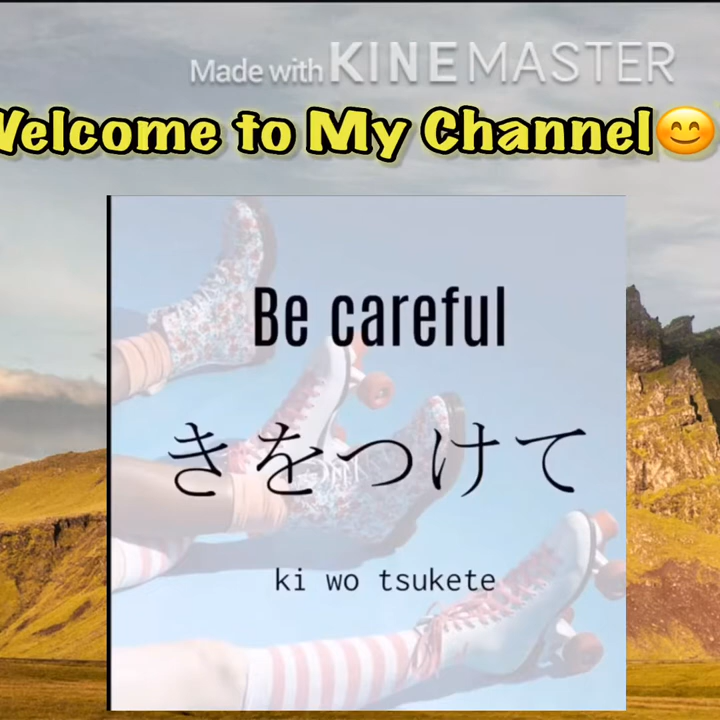 Made with KINEMASTER
Welcome to My Channel😊
Be careful
きをつけて
ki wo tsukete